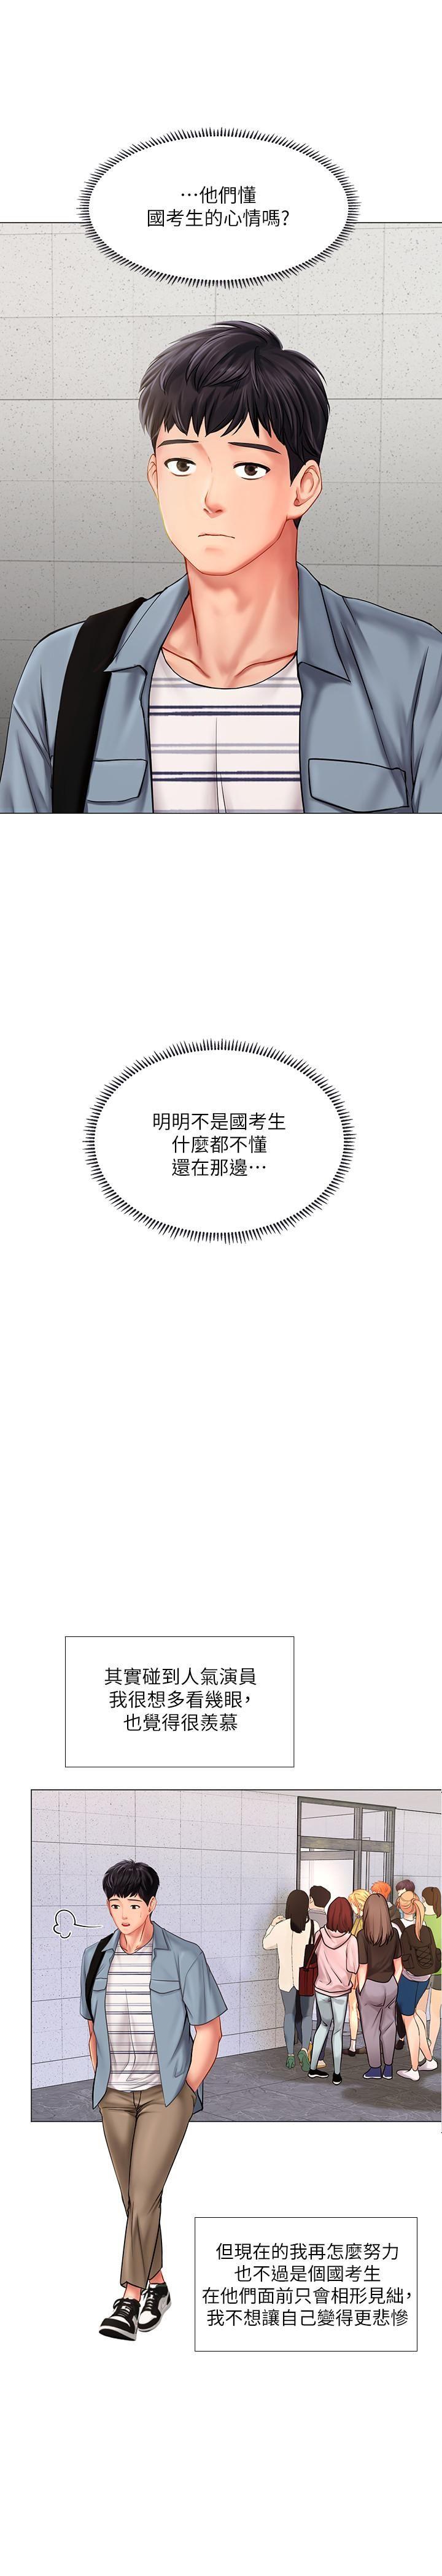 …他們懂
國考生的心情嗎?
明明不是國考生
什麼都不懂
還在那邊…
其實碰到人氣演員
我很想多看幾眼,
也覺得很羨慕
但現在的我再怎麼努力
也不過是個國考生
在他們面前只會相形見絀,
我不想讓自己變得更悲慘